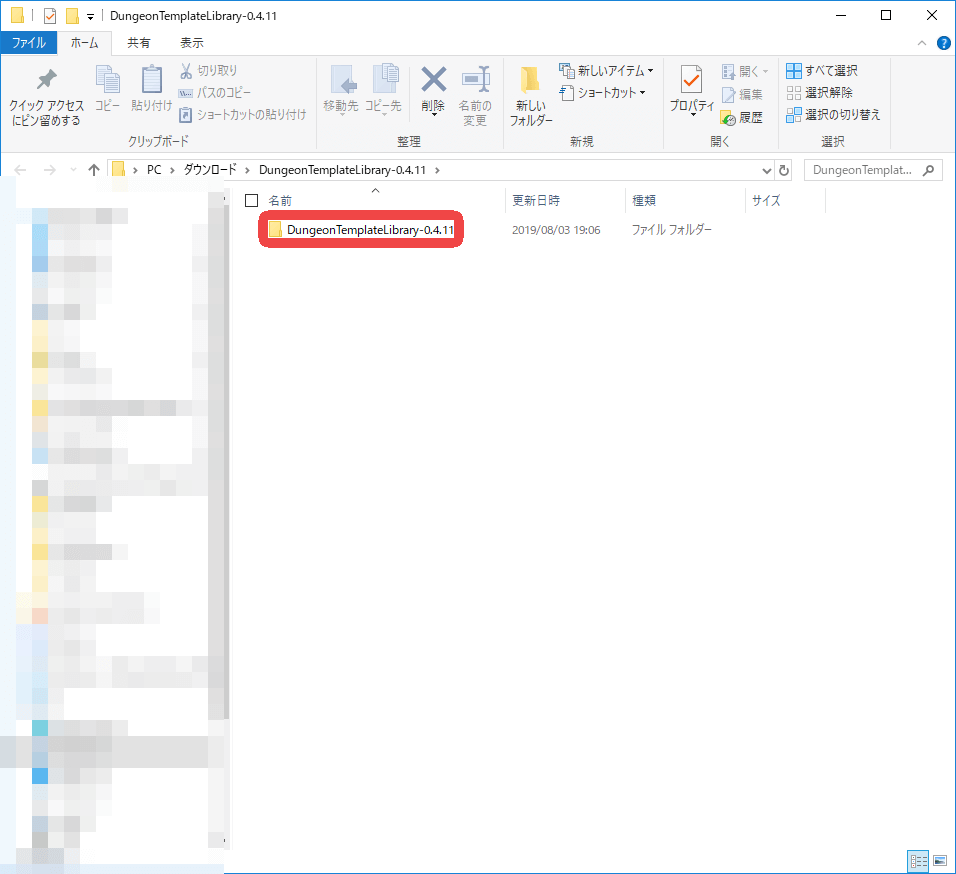 DungeonTemplateLibrary-0.4.11
ファイル ホーム 共有 表示
クイック アクセス
にピン留めする
コピー
貼り付け
切り取り
パスのコピー
ショートカットの貼り付け
クリップボード
移動先
コピー先
削除
名前の
変更
整理
新しい
フォルダー
新しいアイテム
ショートカット
新規
プロパティ
開く
編集
履歴
開く
すべて選択
選択解除
選択の切り替え
選択
PC › ダウンロード › DungeonTemplateLibrary-0.4.11 ›
DungeonTemplat...
名前 更新日時 種類 サイズ
DungeonTemplateLibrary-0.4.11 2019/08/03 19:06 ファイル フォルダー